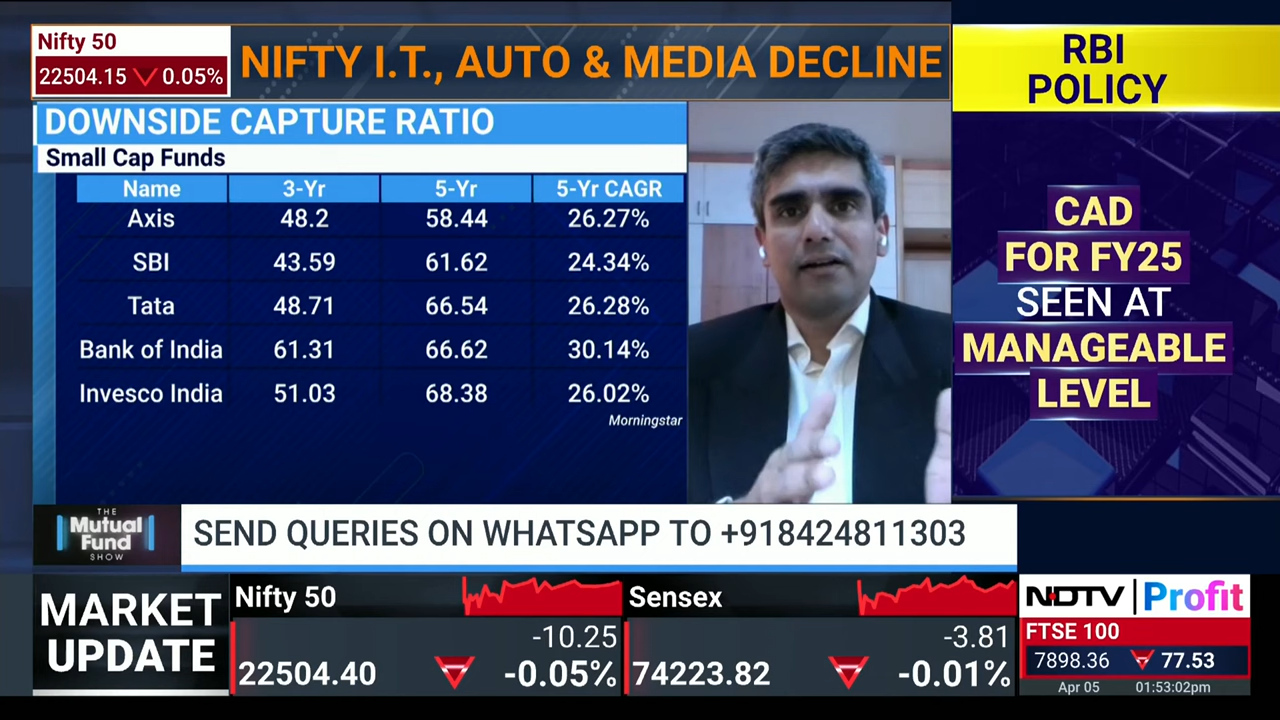 Nifty 50
22504.15 0.05%
NIFTY I.T., AUTO & MEDIA DECLINE
RBI
POLICY
DOWNSIDE CAPTURE RATIO
Small Cap Funds
Name 3-Yr 5-Yr 5-Yr CAGR
Axis 48.2 58.44 26.27%
SBI 43.59 61.62 24.34%
Tata 48.71 66.54 26.28%
Bank of India 61.31 66.62 30.14%
Invesco India 51.03 68.38 26.02%
Morningstar
CAD
FOR FY25
SEEN AT
MANAGEABLE
LEVEL
THE
Mutual
Fund
SHOW
SEND QUERIES ON WHATSAPP TO +918424811303
MARKET
UPDATE
Nifty 50
-10.25
22504.40 -0.05%
Sensex
-3.81
74223.82 -0.01%
NDTV Profit
FTSE 100
7898.36 77.53
Apr 05 01:53:02pm